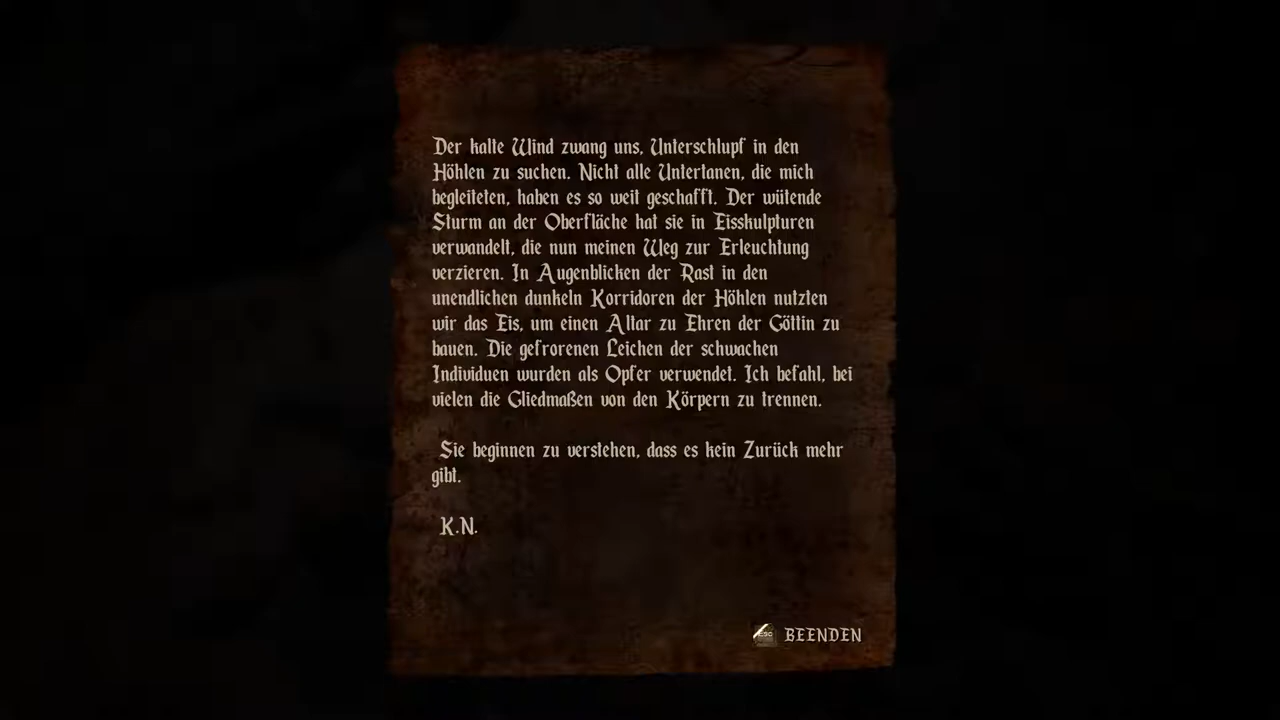 Der kalte Wind zwang uns, Unterschlupf in den
Höhlen zu suchen. Nicht alle Untertanen, die mich
begleiteten, haben es so weit geschafft. Der wütende
Sturm an der Oberfläche hat sie in Eisskulpturen
verwandelt, die nun meinen Weg zur Erleuchtung
verzieren. In Augenblicken der Rast in den
unendlichen dunkeln Korridoren der Höhlen nutzten
wir das Eis, um einen Altar zu Ehren der Göttin zu
bauen. Die gefrorenen Leichen der schwachen
Individuen wurden als Opfer verwendet. Ich befahl, bei
vielen die Gliedmaßen von den Körpern zu trennen.
Sie beginnen zu verstehen, dass es kein Zurück mehr
gibt.
K.N.
ESC BEENDEN